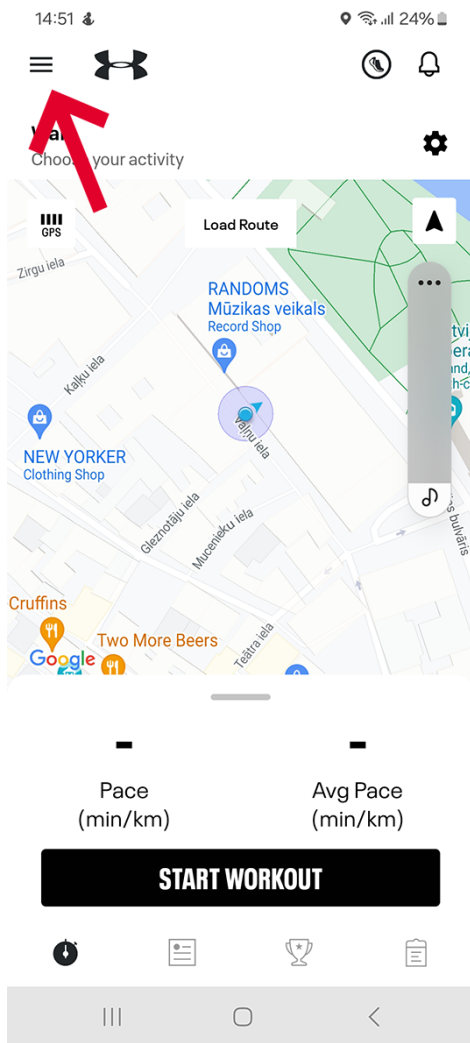 14:51
24%
Choose your activity
GPS
Load Route
Zirgu iela
RANDOMS
Mūzikas veikals
Record Shop
Kaļķu iela
Vaļņu iela
NEW YORKER
Clothing Shop
Gleznotāju iela
Mucenieku iela
bulvāris
Cruffins
Two More Beers
Google
Teātra iela
-
-
Pace
(min/km)
Avg Pace
(min/km)
START WORKOUT